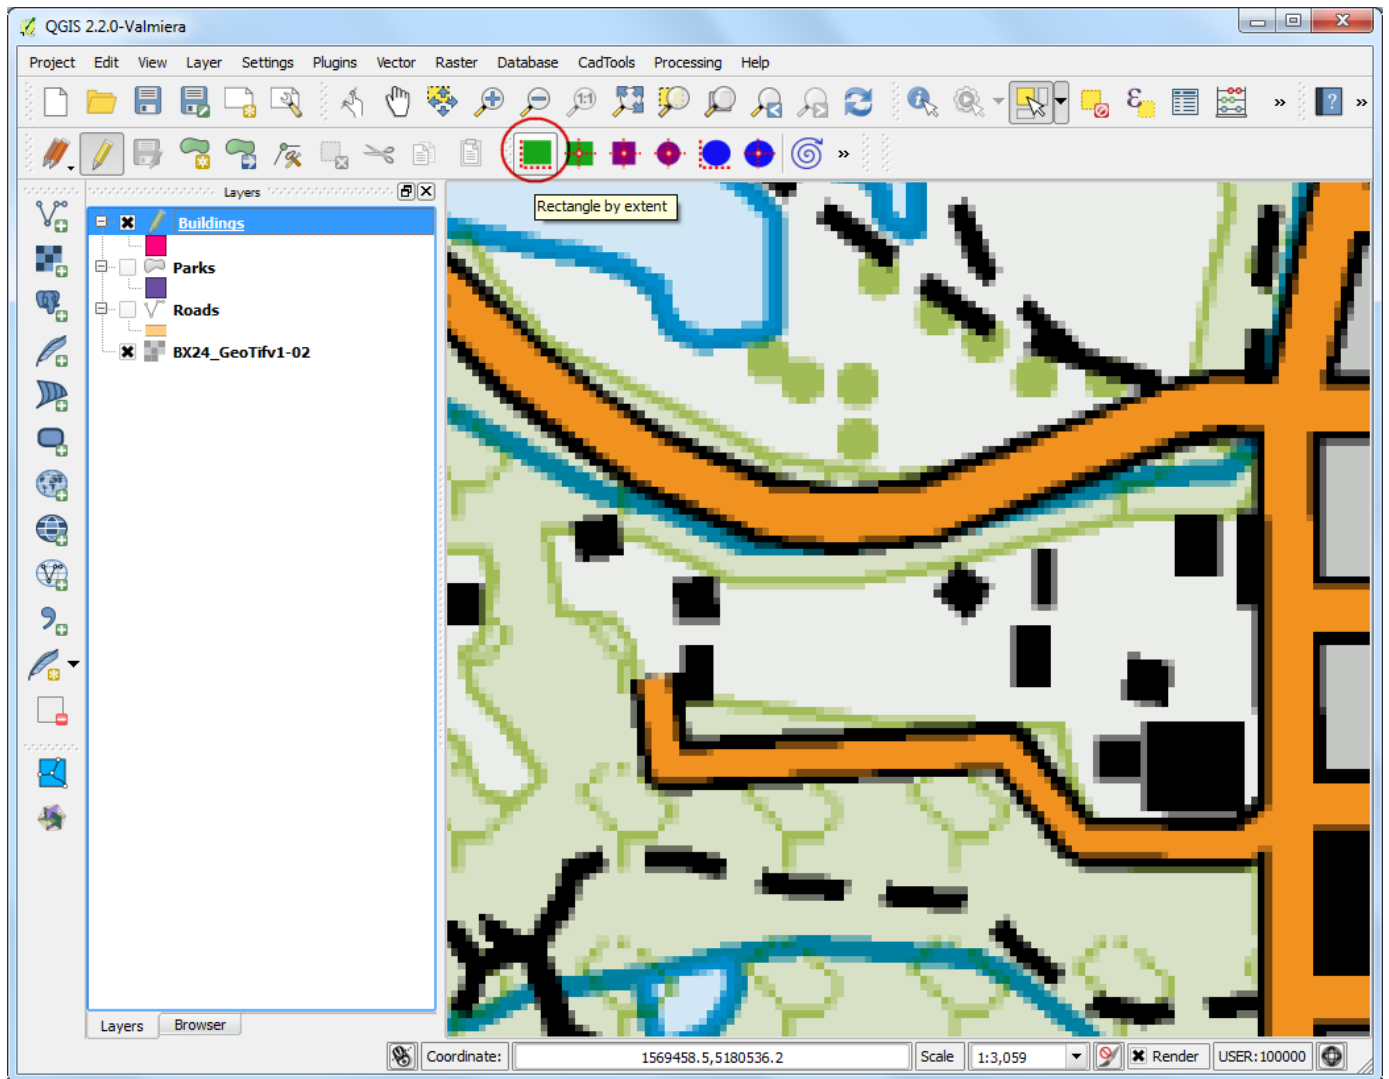 QGIS 2.2.0-Valmiera
Project Edit View Layer Settings Plugins Vector Raster Database CadTools Processing Help
1:1
ε
?
»
»
»
Layers
Rectangle by extent
Buildings
Parks
Roads
BX24_GeoTifv1-02
Layers Browser
Coordinate: 1569458.5,5180536.2 Scale 1:3,059 Render USER:100000